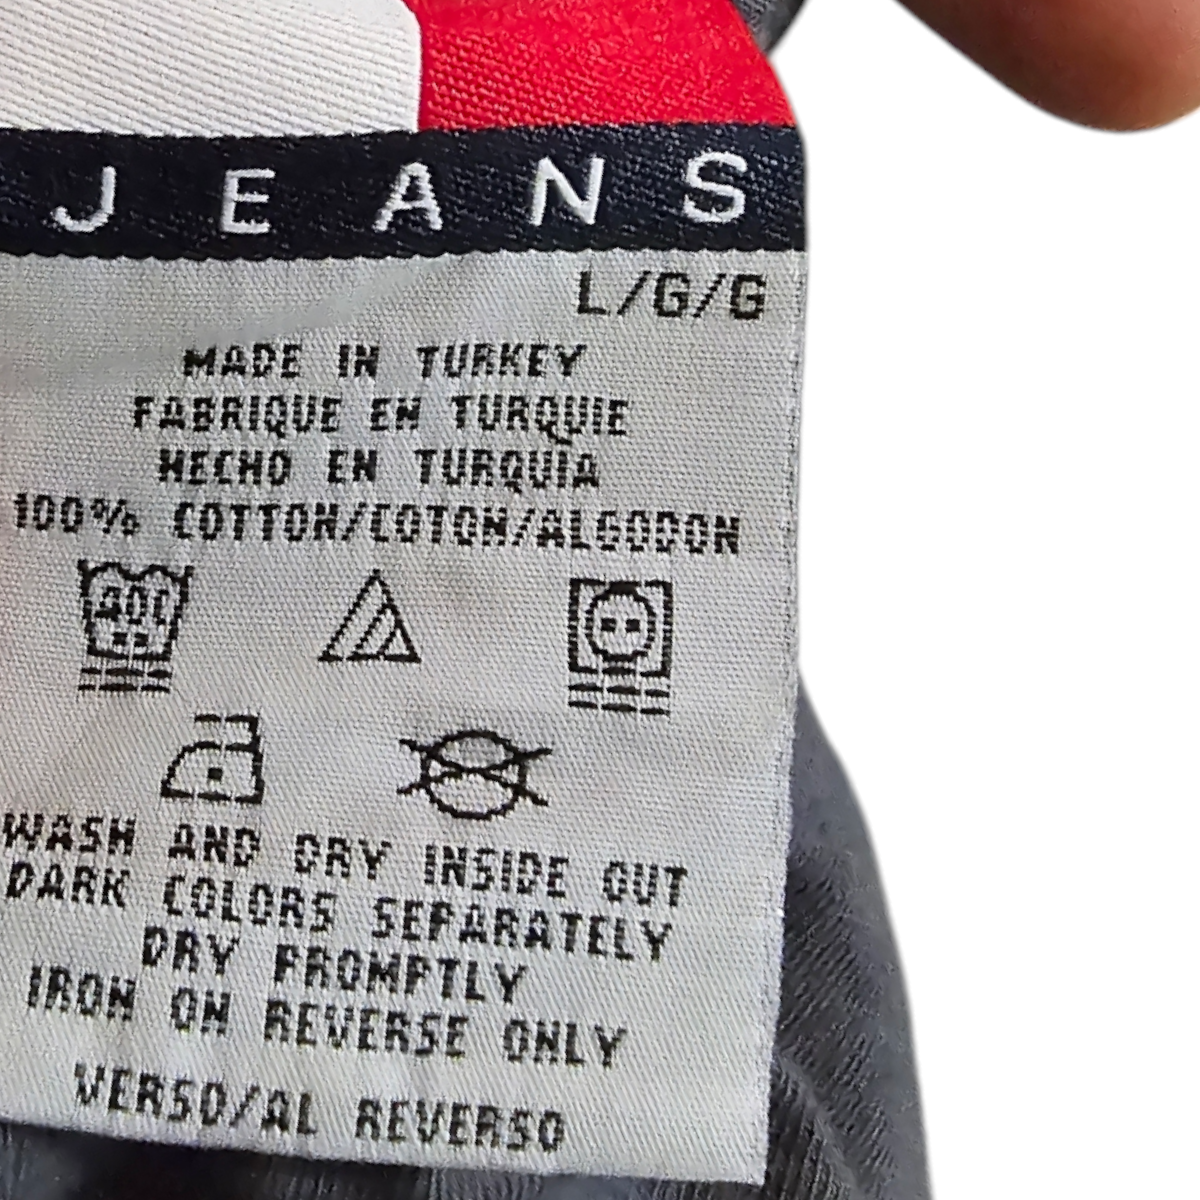 JEANS
L/G/G
MADE IN TURKEY
FABRIQUE EN TURQUIE
HECHO EN TURQUIA
100% COTTON/COTON/ALGODON
40C
WASH AND DRY INSIDE OUT
DARK COLORS SEPARATELY
DRY PROMPTLY
IRON ON REVERSE ONLY
VERSO/AL REVERSO